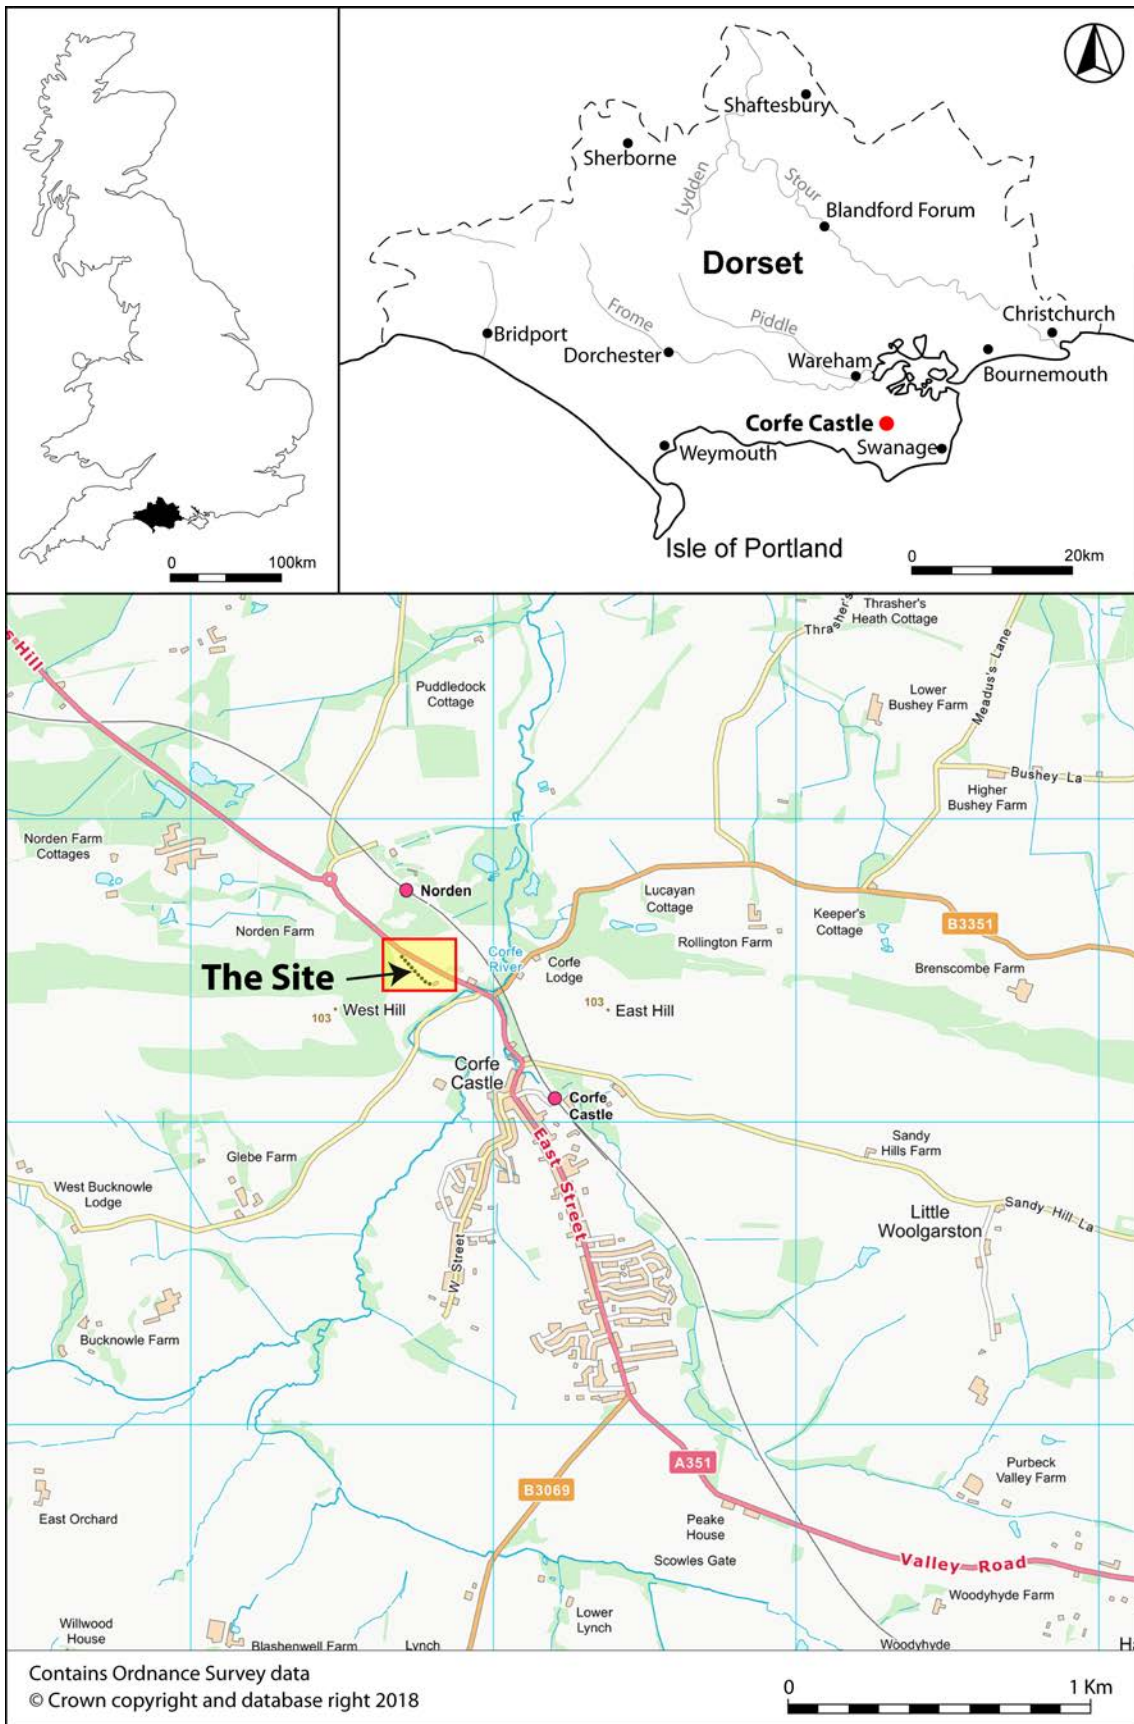 0
100km
Shaftesbury
Sherborne
Lydden
Stour
Blandford Forum
Dorset
Christchurch
Frome
Piddle
Bridport
Dorchester
Wareham
Bournemouth
Corfe Castle
Swanage
Weymouth
Isle of Portland
0
20km
s Hill
Thrasher's
Thrasher's
Heath Cottage
Puddledock
Cottage
Lower
Bushey Farm
Meadus's Lane
Bushey La
Higher
Bushey Farm
Norden Farm
Cottages
Norden
Lucayan
Cottage
Keeper's
Cottage
B3351
Norden Farm
Rollington Farm
Corfe
River
Corfe
Lodge
Brenscombe Farm
The Site
103
West Hill
103
East Hill
Corfe
Castle
Corfe
Castle
East Street
Sandy
Hills Farm
Glebe Farm
West Bucknowle
Lodge
Little
Woolgarston
Sandy Hill La
W Street
Bucknowle Farm
A351
Purbeck
Valley Farm
B3069
East Orchard
Peake
House
Scowles Gate
Valley Road
Woodyhyde Farm
Willwood
House
Lower
Lynch
Blashenwell Farm
Lynch
Woodyhyde
Ha
Contains Ordnance Survey data
© Crown copyright and database right 2018
0
1 Km